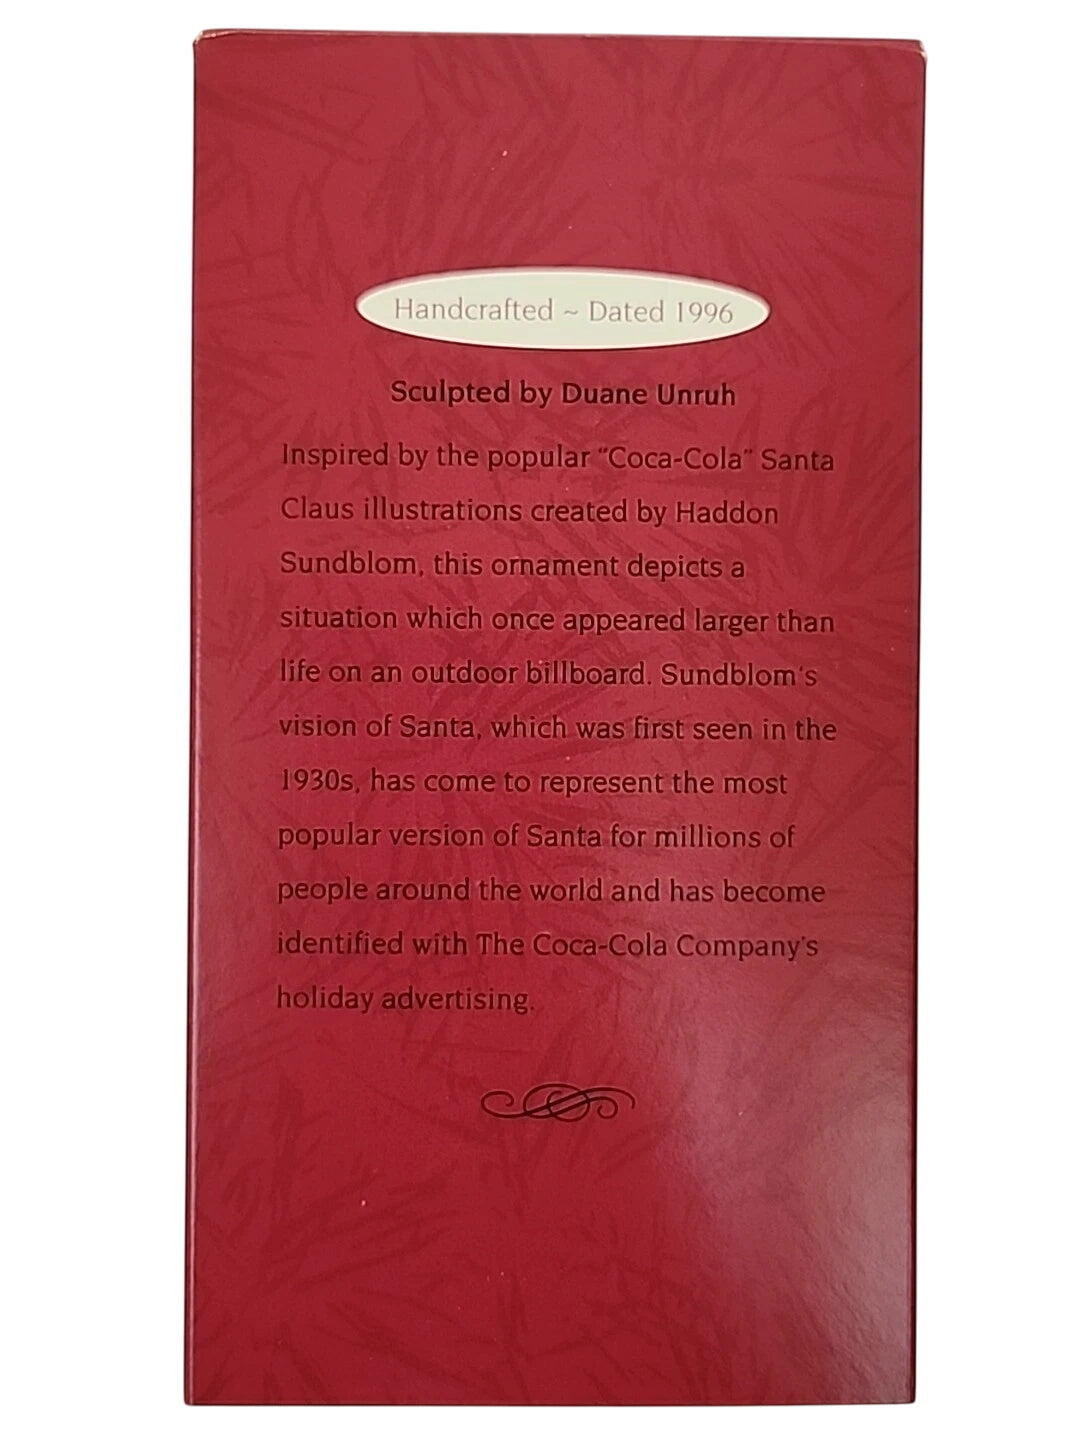 Handcrafted ~ Dated 1996
Sculpted by Duane Unruh
Inspired by the popular "Coca-Cola" Santa
Claus illustrations created by Haddon
Sundblom, this ornament depicts a
situation which once appeared larger than
life on an outdoor billboard. Sundblom's
vision of Santa, which was first seen in the
1930s, has come to represent the most
popular version of Santa for millions of
people around the world and has become
identified with The Coca-Cola Company's
holiday advertising.